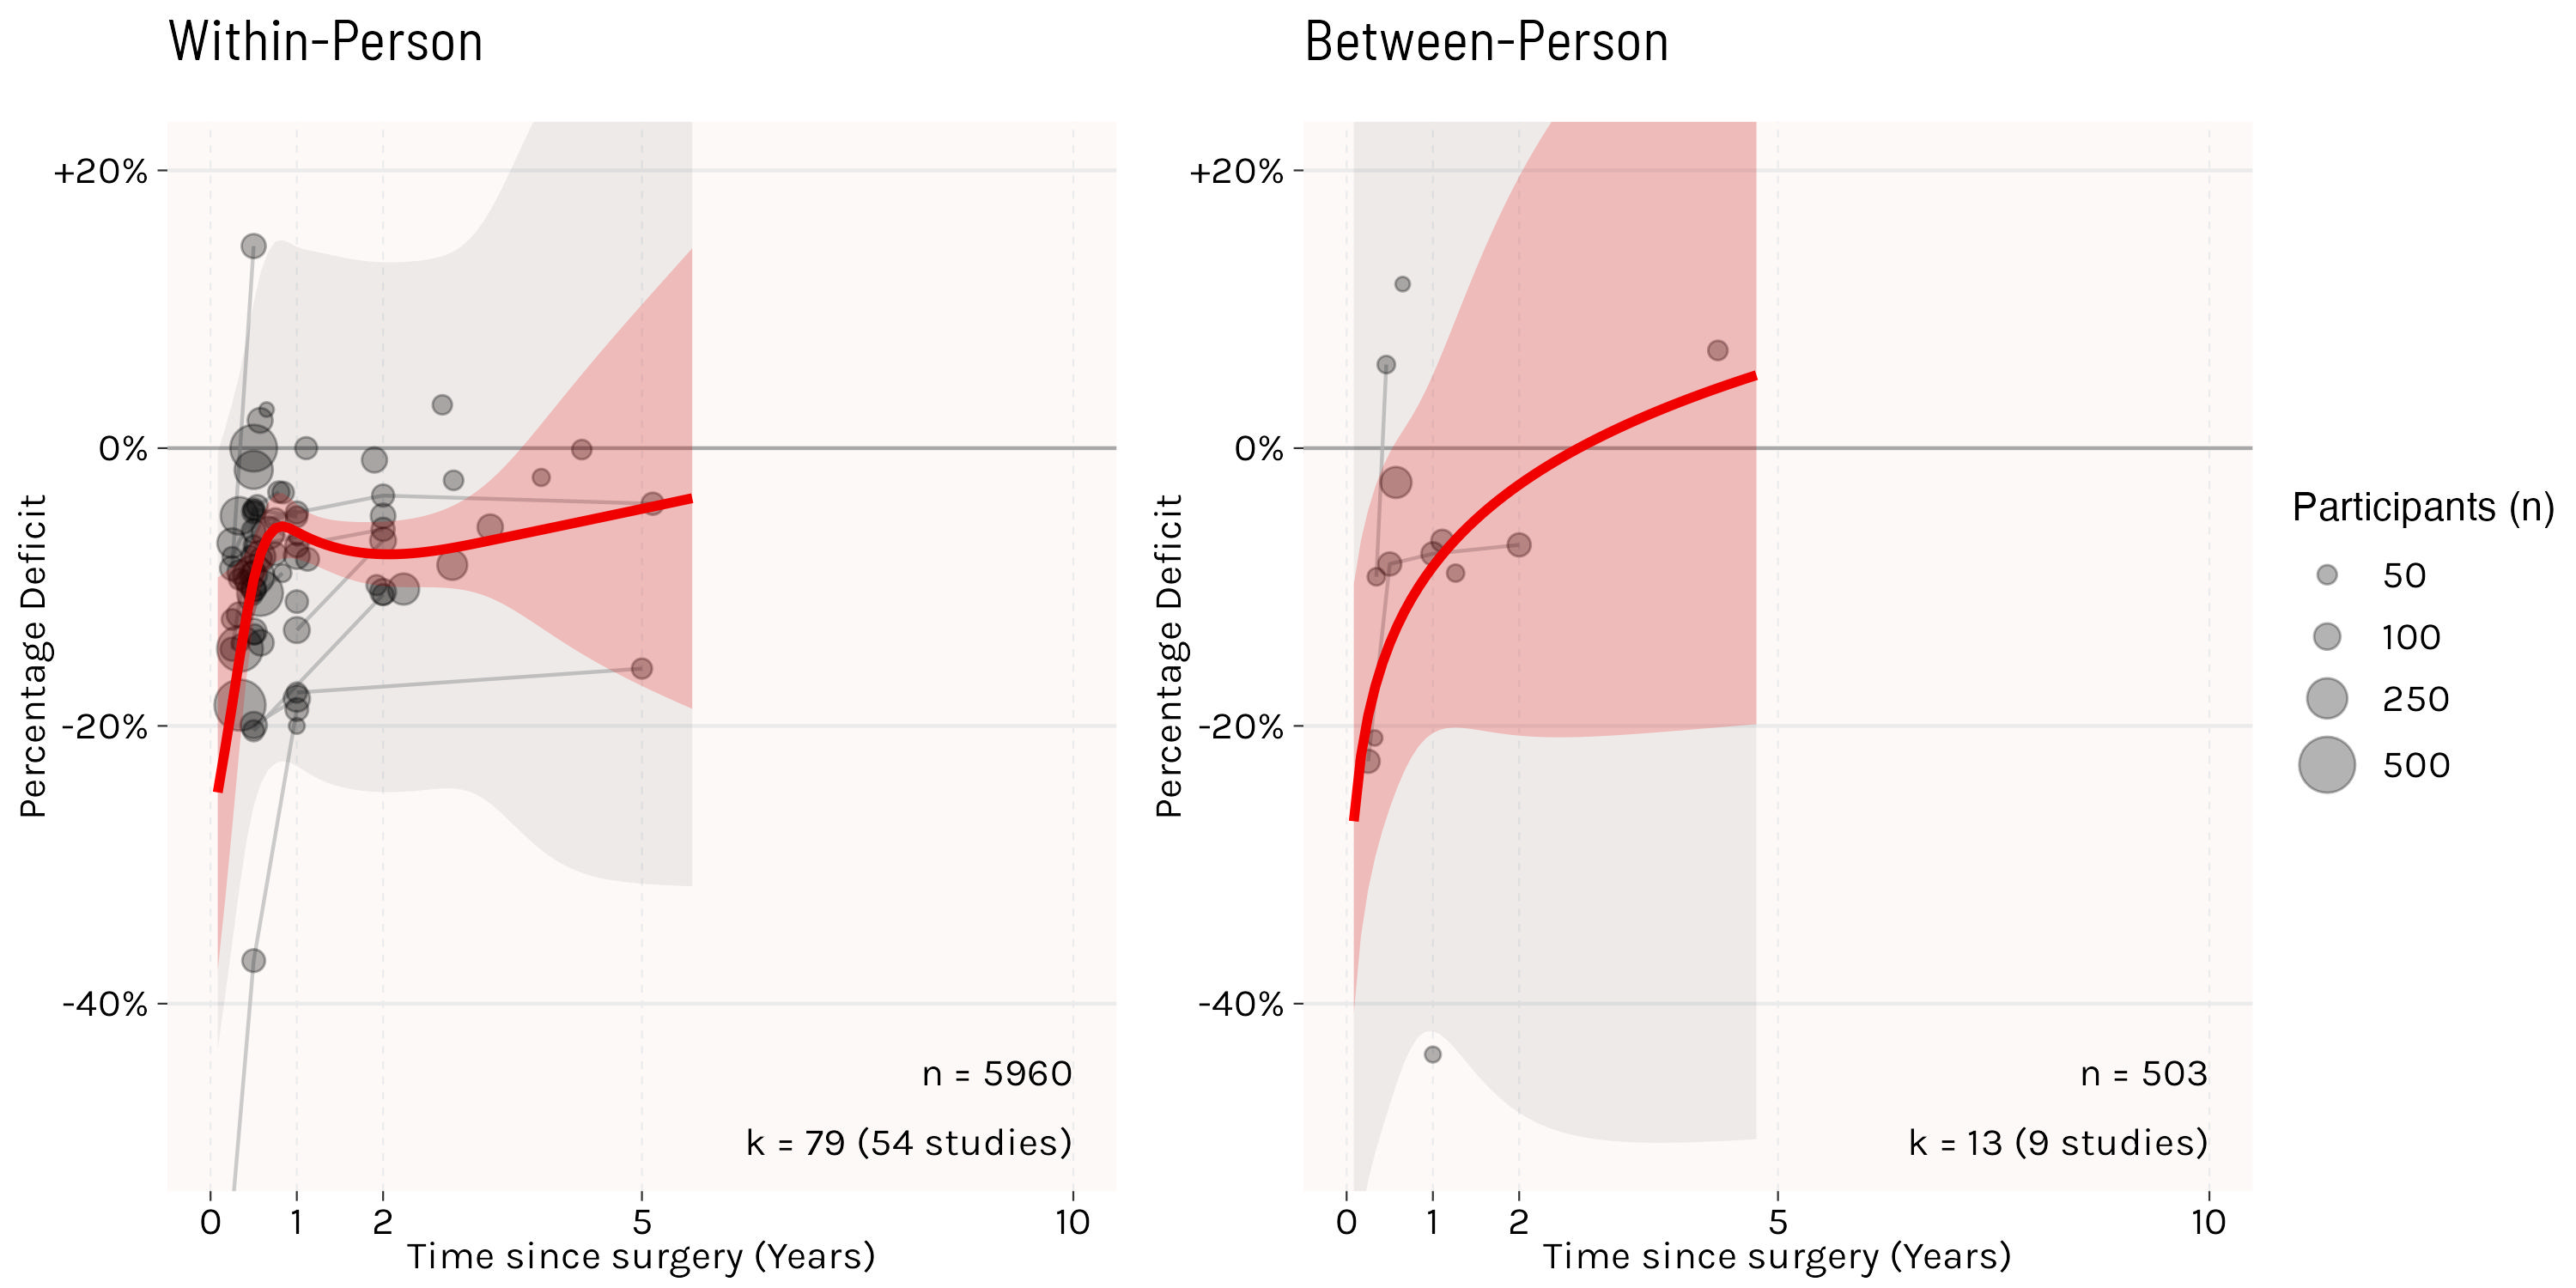 Within-Person
Percentage Deficit
+20%
0%
-20%
-40%
n = 5960
k = 79 (54 studies)
0 1 2 5 10
Time since surgery (Years)
Between-Person
Percentage Deficit
+20%
0%
-20%
-40%
n = 503
k = 13 (9 studies)
0 1 2 5 10
Time since surgery (Years)
Participants (n)
50
100
250
500